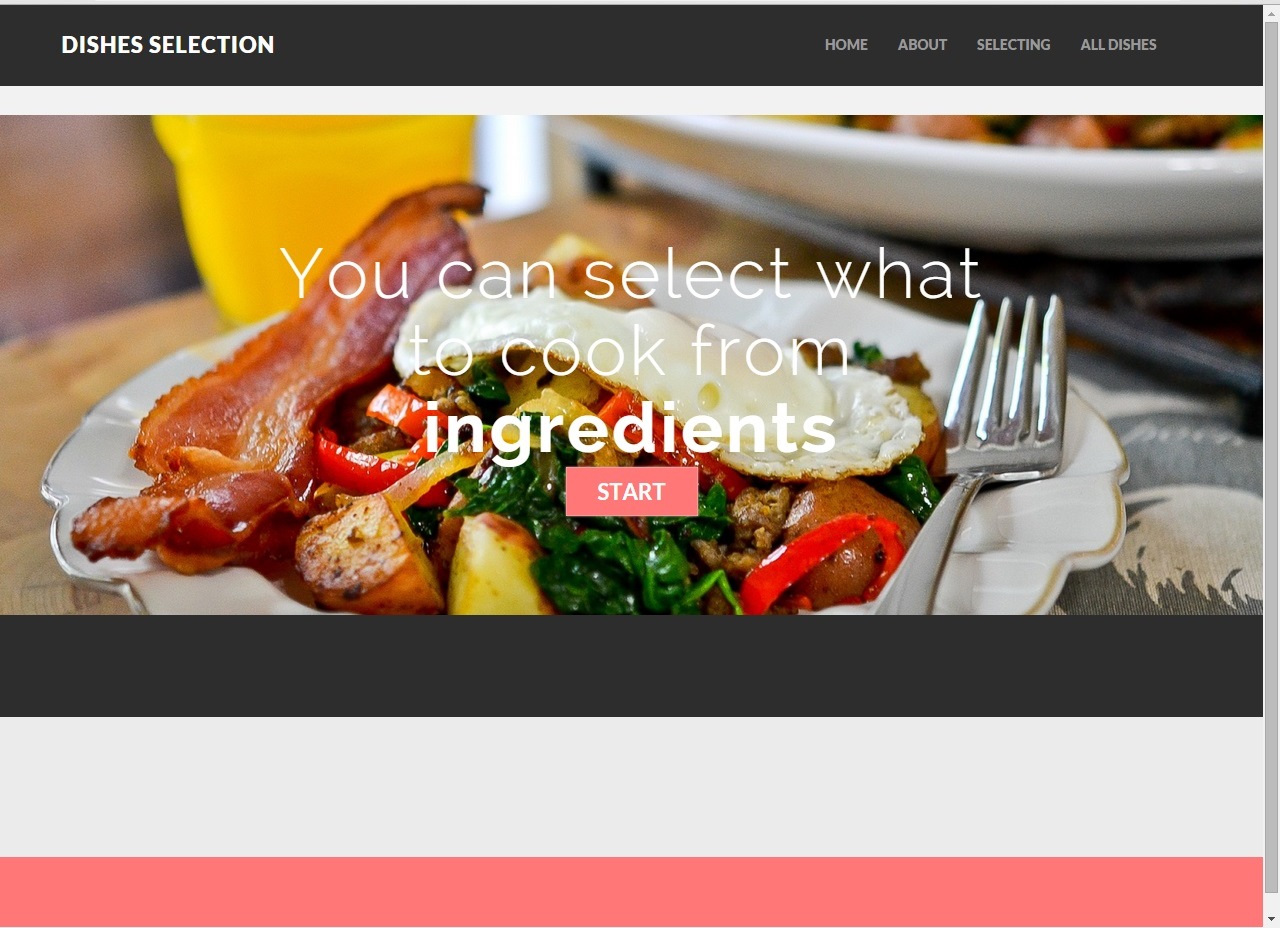 DISHES SELECTION
HOME ABOUT SELECTING ALL DISHES
You can select what
to cook from
ingredients
START